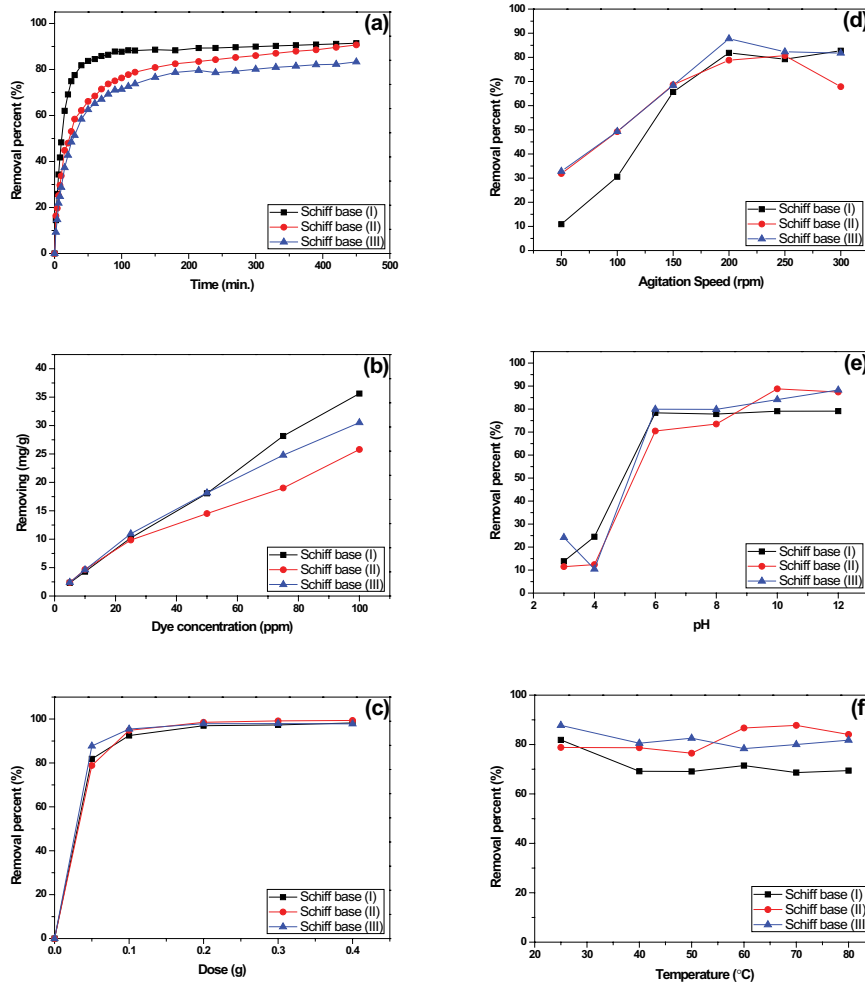 (a)
Removal percent (%)
100
80
60
40
20
0
Schiff base (I)
Schiff base (II)
Schiff base (III)
0 100 200 300 400 500
Time (min.)
(d)
Removal percent (%)
100
90
80
70
60
50
40
30
20
10
0
Schiff base (I)
Schiff base (II)
Schiff base (III)
50 100 150 200 250 300
Agitation Speed (rpm)
(b)
Removing (mg/g)
40
35
30
25
20
15
10
5
0
Schiff base (I)
Schiff base (II)
Schiff base (III)
0 20 40 60 80 100
Dye concentration (ppm)
(e)
Removal percent (%)
100
90
80
70
60
50
40
30
20
10
0
Schiff base (I)
Schiff base (II)
Schiff base (III)
2 4 6 8 10 12
pH
(c)
Removal percent (%)
100
80
60
40
20
0
Schiff base (I)
Schiff base (II)
Schiff base (III)
0.0 0.1 0.2 0.3 0.4
Dose (g)
(f
Removal percent (%)
100
80
60
40
20
0
Schiff base (I)
Schiff base (II)
Schiff base (III)
20 30 40 50 60 70 80
Temperature (°C)